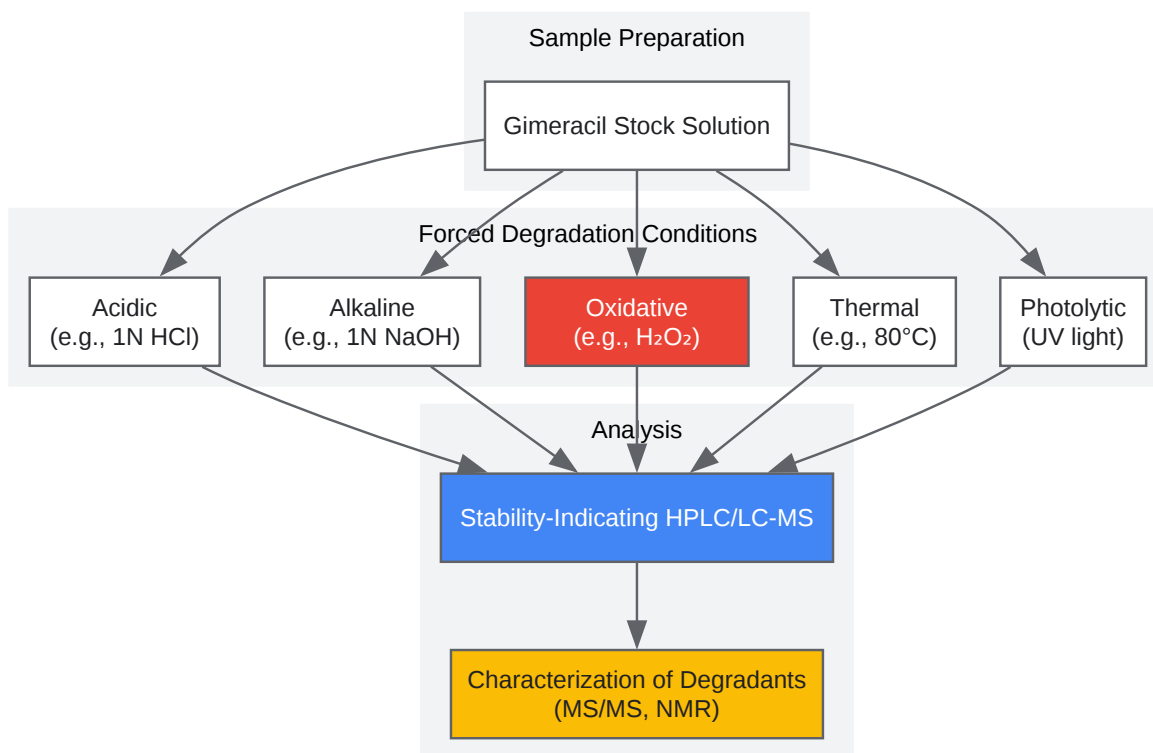 Sample Preparation
Gimeracil Stock Solution
Forced Degradation Conditions
Acidic
(e.g., 1N HCl)
Alkaline
(e.g., 1N NaOH)
Oxidative
(e.g., H₂O₂)
Thermal
(e.g., 80°C)
Photolytic
(UV light)
Analysis
Stability-Indicating HPLC/LC-MS
Characterization of Degradants
(MS/MS, NMR)